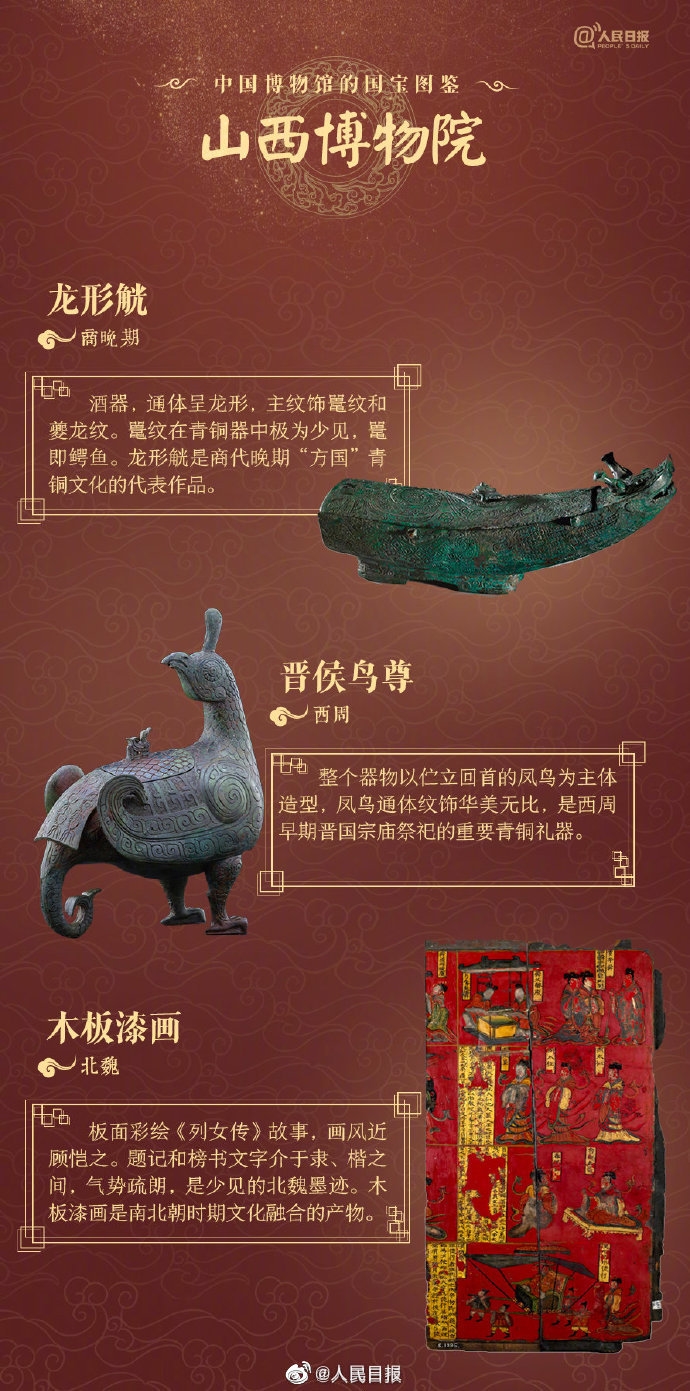 @人民日报
PEOPLE'S DAILY
中国博物馆的国宝图鉴
山西博物院
龙形觥
商晚期
酒器，通体呈龙形，主纹饰鼍纹和
夔龙纹。鼍纹在青铜器中极为少见，鼍
即鳄鱼。龙形觥是商代晚期“方国”青
铜文化的代表作品。
晋侯鸟尊
西周
整个器物以伫立回首的凤鸟为主体
造型，凤鸟通体纹饰华美无比，是西周
早期晋国宗庙祭祀的重要青铜礼器。
木板漆画
北魏
板面彩绘《列女传》故事，画风近
顾恺之。题记和榜书文字介于隶、楷之
间，气势疏朗，是少见的北魏墨迹。木
板漆画是南北朝时期文化融合的产物。
@人民日报